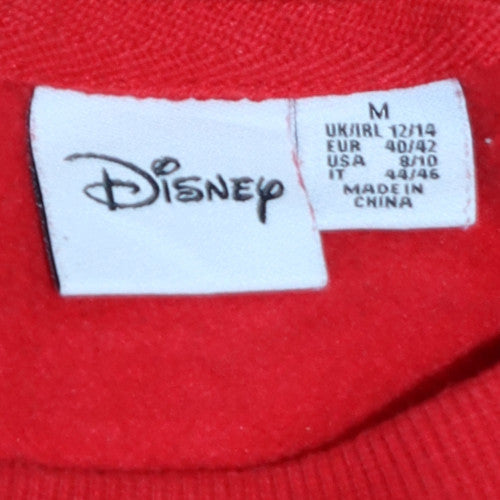 Disney
M
UK/IRL 12/14
EUR 40/42
USA 8/10
IT 44/46
MADE IN
CHINA